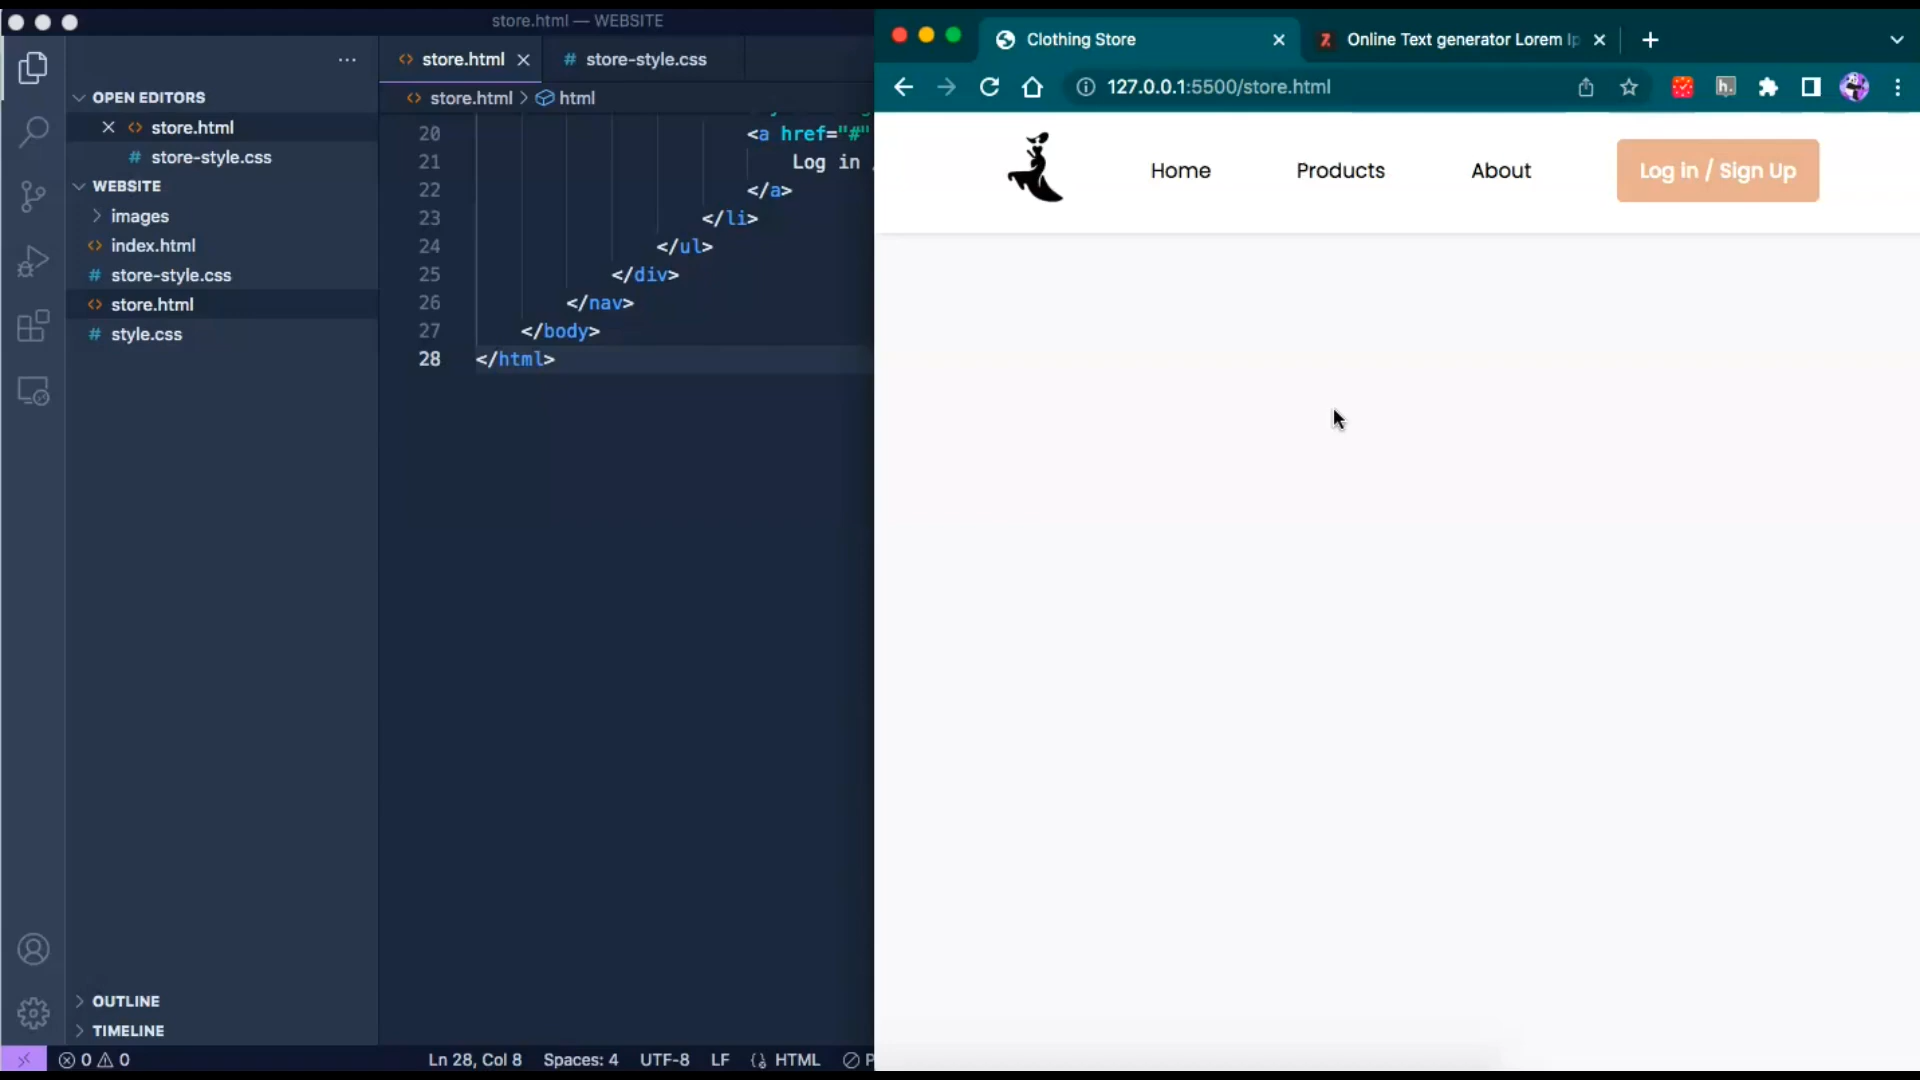 store.html — WEBSITE
OPEN EDITORS
store.html
# store-style.css
WEBSITE
images
index.html
# store-style.css
store.html
# style.css
OUTLINE
TIMELINE
store.html
# store-style.css
store.html > html
20 <a href="#"
21 Log in
22 </a>
23 </li>
24 </ul>
25 </div>
26 </nav>
27 </body>
28 </html>
0 0
Ln 28, Col 8 Spaces: 4 UTF-8 LF HTML
Clothing Store
Online Text generator Lorem
127.0.0.1:5500/store.html
h.
Home Products About Log in / Sign Up